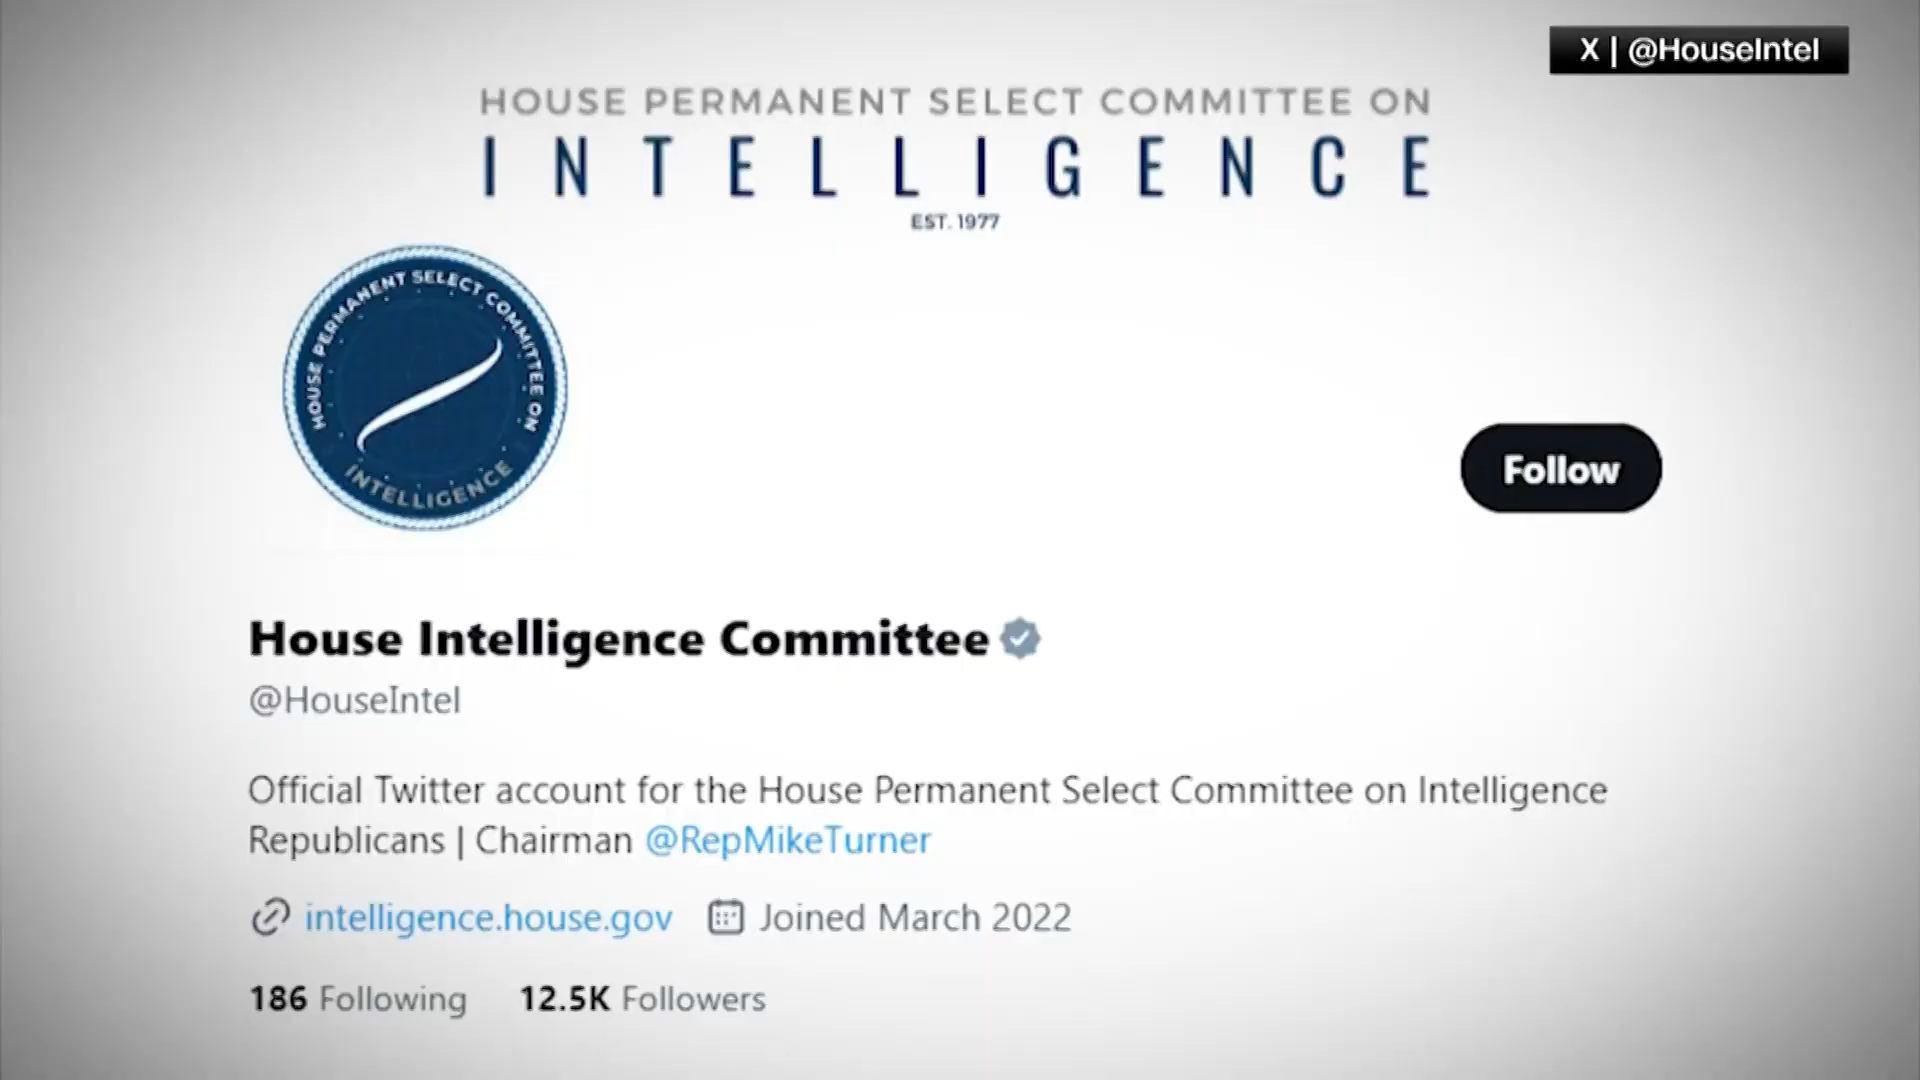 X | @HouseIntel
HOUSE PERMANENT SELECT COMMITTEE ON
INTELLIGENCE
EST. 1977
HOUSE PERMANENT SELECT COMMITTEE ON
INTELLIGENCE
Follow
House Intelligence Committee
@HouseIntel
Official Twitter account for the House Permanent Select Committee on Intelligence
Republicans | Chairman @RepMikeTurner
intelligence.house.gov Joined March 2022
186 Following 12.5K Followers